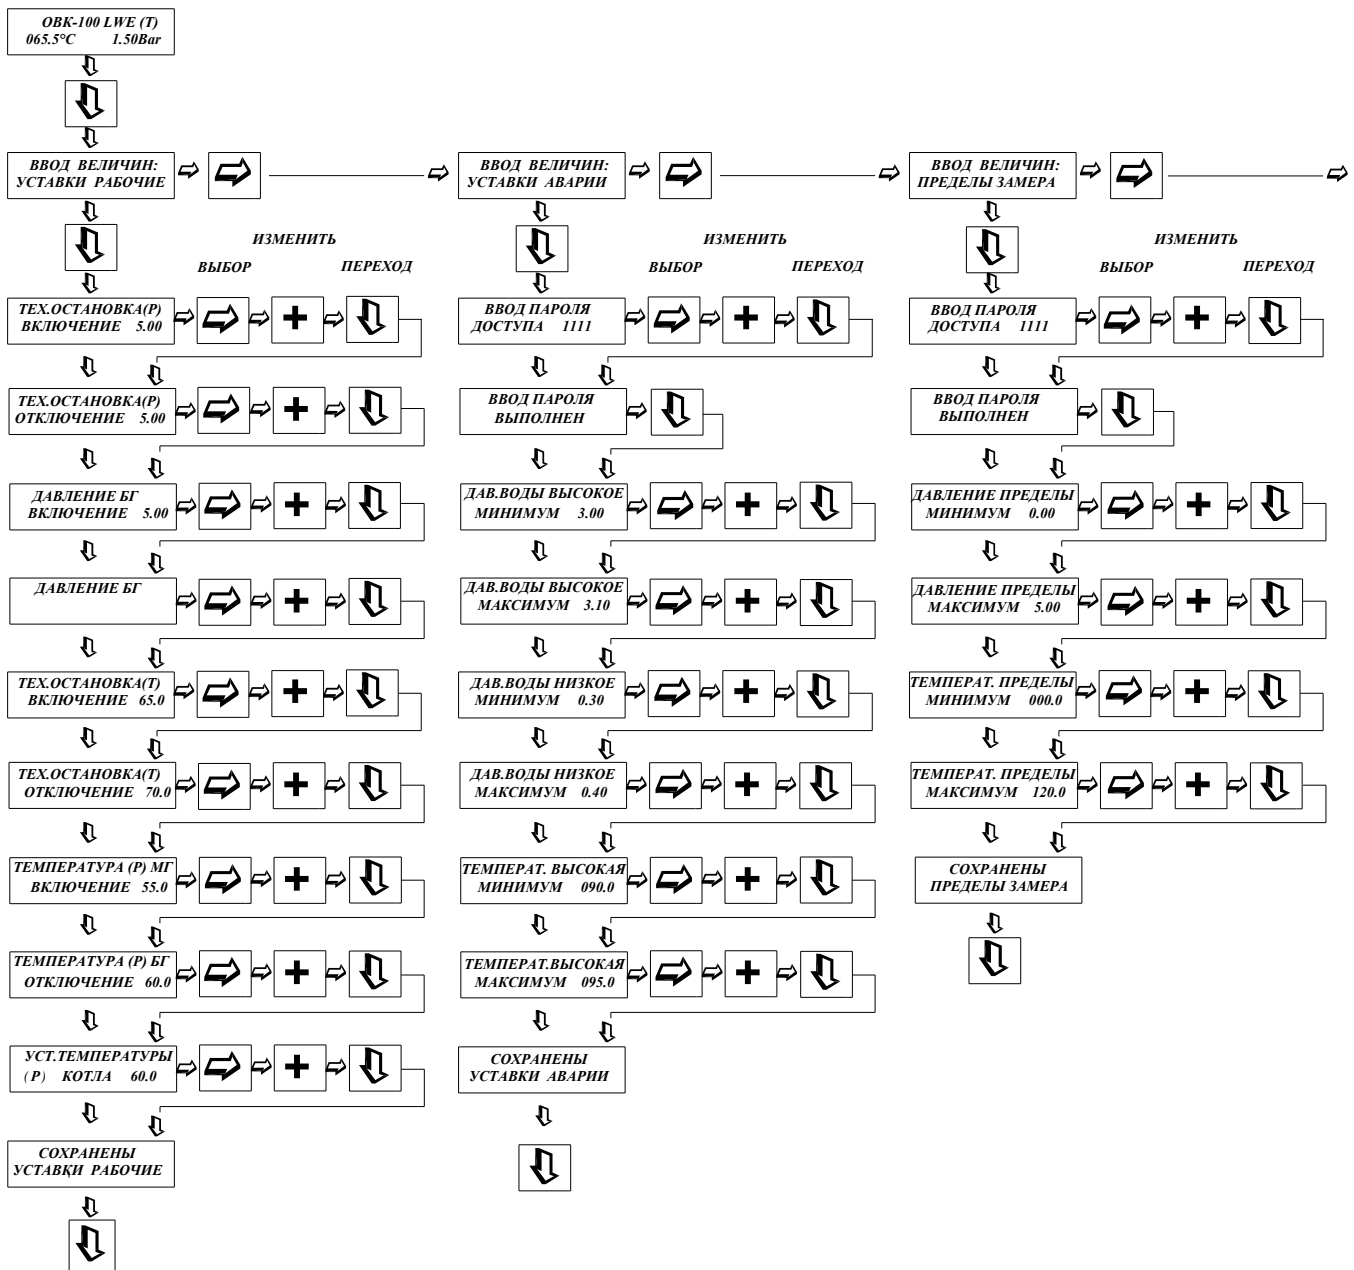 ОВК-100 LWE (Т)
065.5°С 1.50Bar
ВВОД ВЕЛИЧИН:
УСТАВКИ РАБОЧИЕ
ИЗМЕНИТЬ
ВЫБОР ПЕРЕХОД
ТЕХ.ОСТАНОВКА(Р)
ВКЛЮЧЕНИЕ 5.00
+
ТЕХ.ОСТАНОВКА(Р)
ОТКЛЮЧЕНИЕ 5.00
+
ДАВЛЕНИЕ БГ
ВКЛЮЧЕНИЕ 5.00
+
ДАВЛЕНИЕ БГ
+
ТЕХ.ОСТАНОВКА(Т)
ВКЛЮЧЕНИЕ 65.0
+
ТЕХ.ОСТАНОВКА(Т)
ОТКЛЮЧЕНИЕ 70.0
+
ТЕМПЕРАТУРА (Р) МГ
ВКЛЮЧЕНИЕ 55.0
+
ТЕМПЕРАТУРА (Р) БГ
ОТКЛЮЧЕНИЕ 60.0
+
УСТ.ТЕМПЕРАТУРЫ
(Р) КОТЛА 60.0
+
СОХРАНЕНЫ
УСТАВКИ РАБОЧИЕ
ВВОД ВЕЛИЧИН:
УСТАВКИ АВАРИИ
ИЗМЕНИТЬ
ВЫБОР ПЕРЕХОД
ВВОД ПАРОЛЯ
ДОСТУПА 1111
+
ВВОД ПАРОЛЯ
ВЫПОЛНЕН
ДАВ.ВОДЫ ВЫСОКОЕ
МИНИМУМ 3.00
+
ДАВ.ВОДЫ ВЫСОКОЕ
МАКСИМУМ 3.10
+
ДАВ.ВОДЫ НИЗКОЕ
МИНИМУМ 0.30
+
ДАВ.ВОДЫ НИЗКОЕ
МАКСИМУМ 0.40
+
ТЕМПЕРАТ. ВЫСОКАЯ
МИНИМУМ 090.0
+
ТЕМПЕРАТ.ВЫСОКАЯ
МАКСИМУМ 095.0
+
СОХРАНЕНЫ
УСТАВКИ АВАРИИ
ВВОД ВЕЛИЧИН:
ПРЕДЕЛЫ ЗАМЕРА
ИЗМЕНИТЬ
ВЫБОР ПЕРЕХОД
ВВОД ПАРОЛЯ
ДОСТУПА 1111
+
ВВОД ПАРОЛЯ
ВЫПОЛНЕН
ДАВЛЕНИЕ ПРЕДЕЛЫ
МИНИМУМ 0.00
+
ДАВЛЕНИЕ ПРЕДЕЛЫ
МАКСИМУМ 5.00
+
ТЕМПЕРАТ. ПРЕДЕЛЫ
МИНИМУМ 000.0
+
ТЕМПЕРАТ. ПРЕДЕЛЫ
МАКСИМУМ 120.0
+
СОХРАНЕНЫ
ПРЕДЕЛЫ ЗАМЕРА